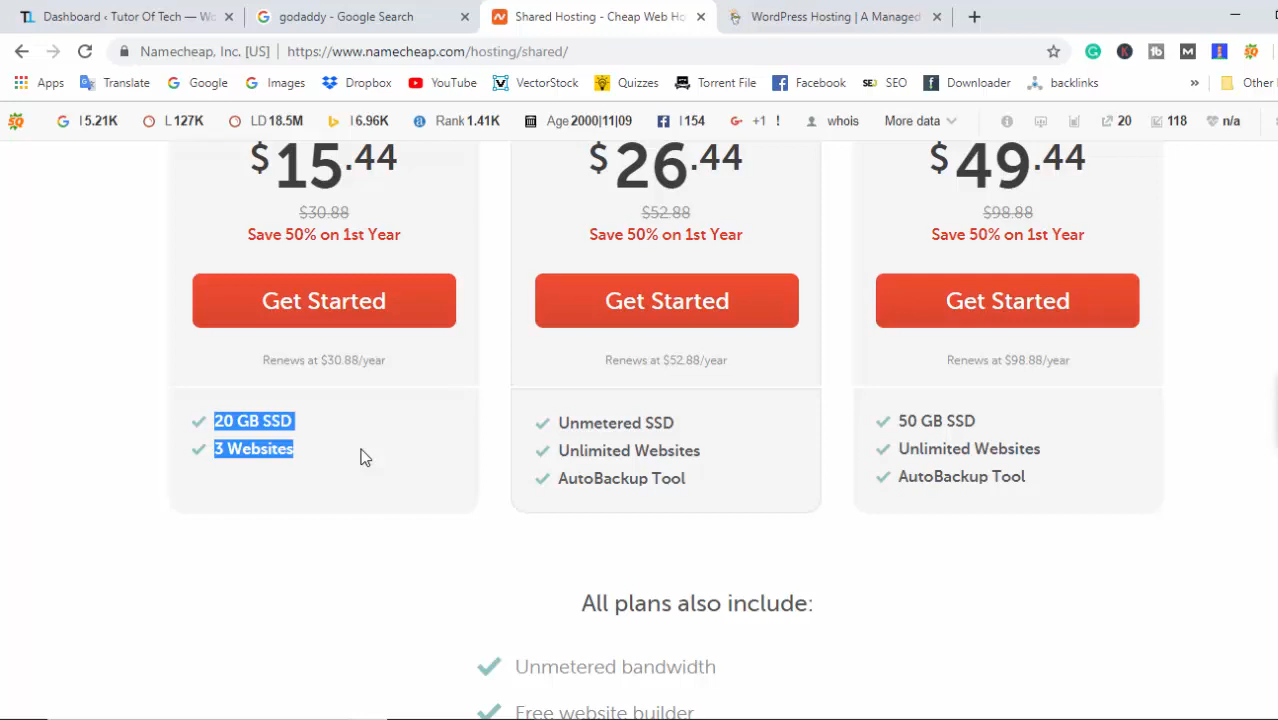 Dashboard ‹ Tutor Of Tech — Wo
godaddy - Google Search
Shared Hosting - Cheap Web Ho
WordPress Hosting | A Managed
Namecheap, Inc. [US] | https://www.namecheap.com/hosting/shared/
Apps Translate Google Images Dropbox YouTube VectorStock Quizzes Torrent File Facebook SEO Downloader backlinks » Other
I 5.21K L 127K LD 18.5M I 6.96K Rank 1.41K Age 2000|11|09 I 154 +1 ! whois More data 20 118 n/a
$15.44 $26.44 $49.44
$30.88 $52.88 $98.88
Save 50% on 1st Year Save 50% on 1st Year Save 50% on 1st Year
Get Started Get Started Get Started
Renews at $30.88/year Renews at $52.88/year Renews at $98.88/year
20 GB SSD
3 Websites
Unmetered SSD
Unlimited Websites
AutoBackup Tool
50 GB SSD
Unlimited Websites
AutoBackup Tool
All plans also include:
Unmetered bandwidth
Free website builder